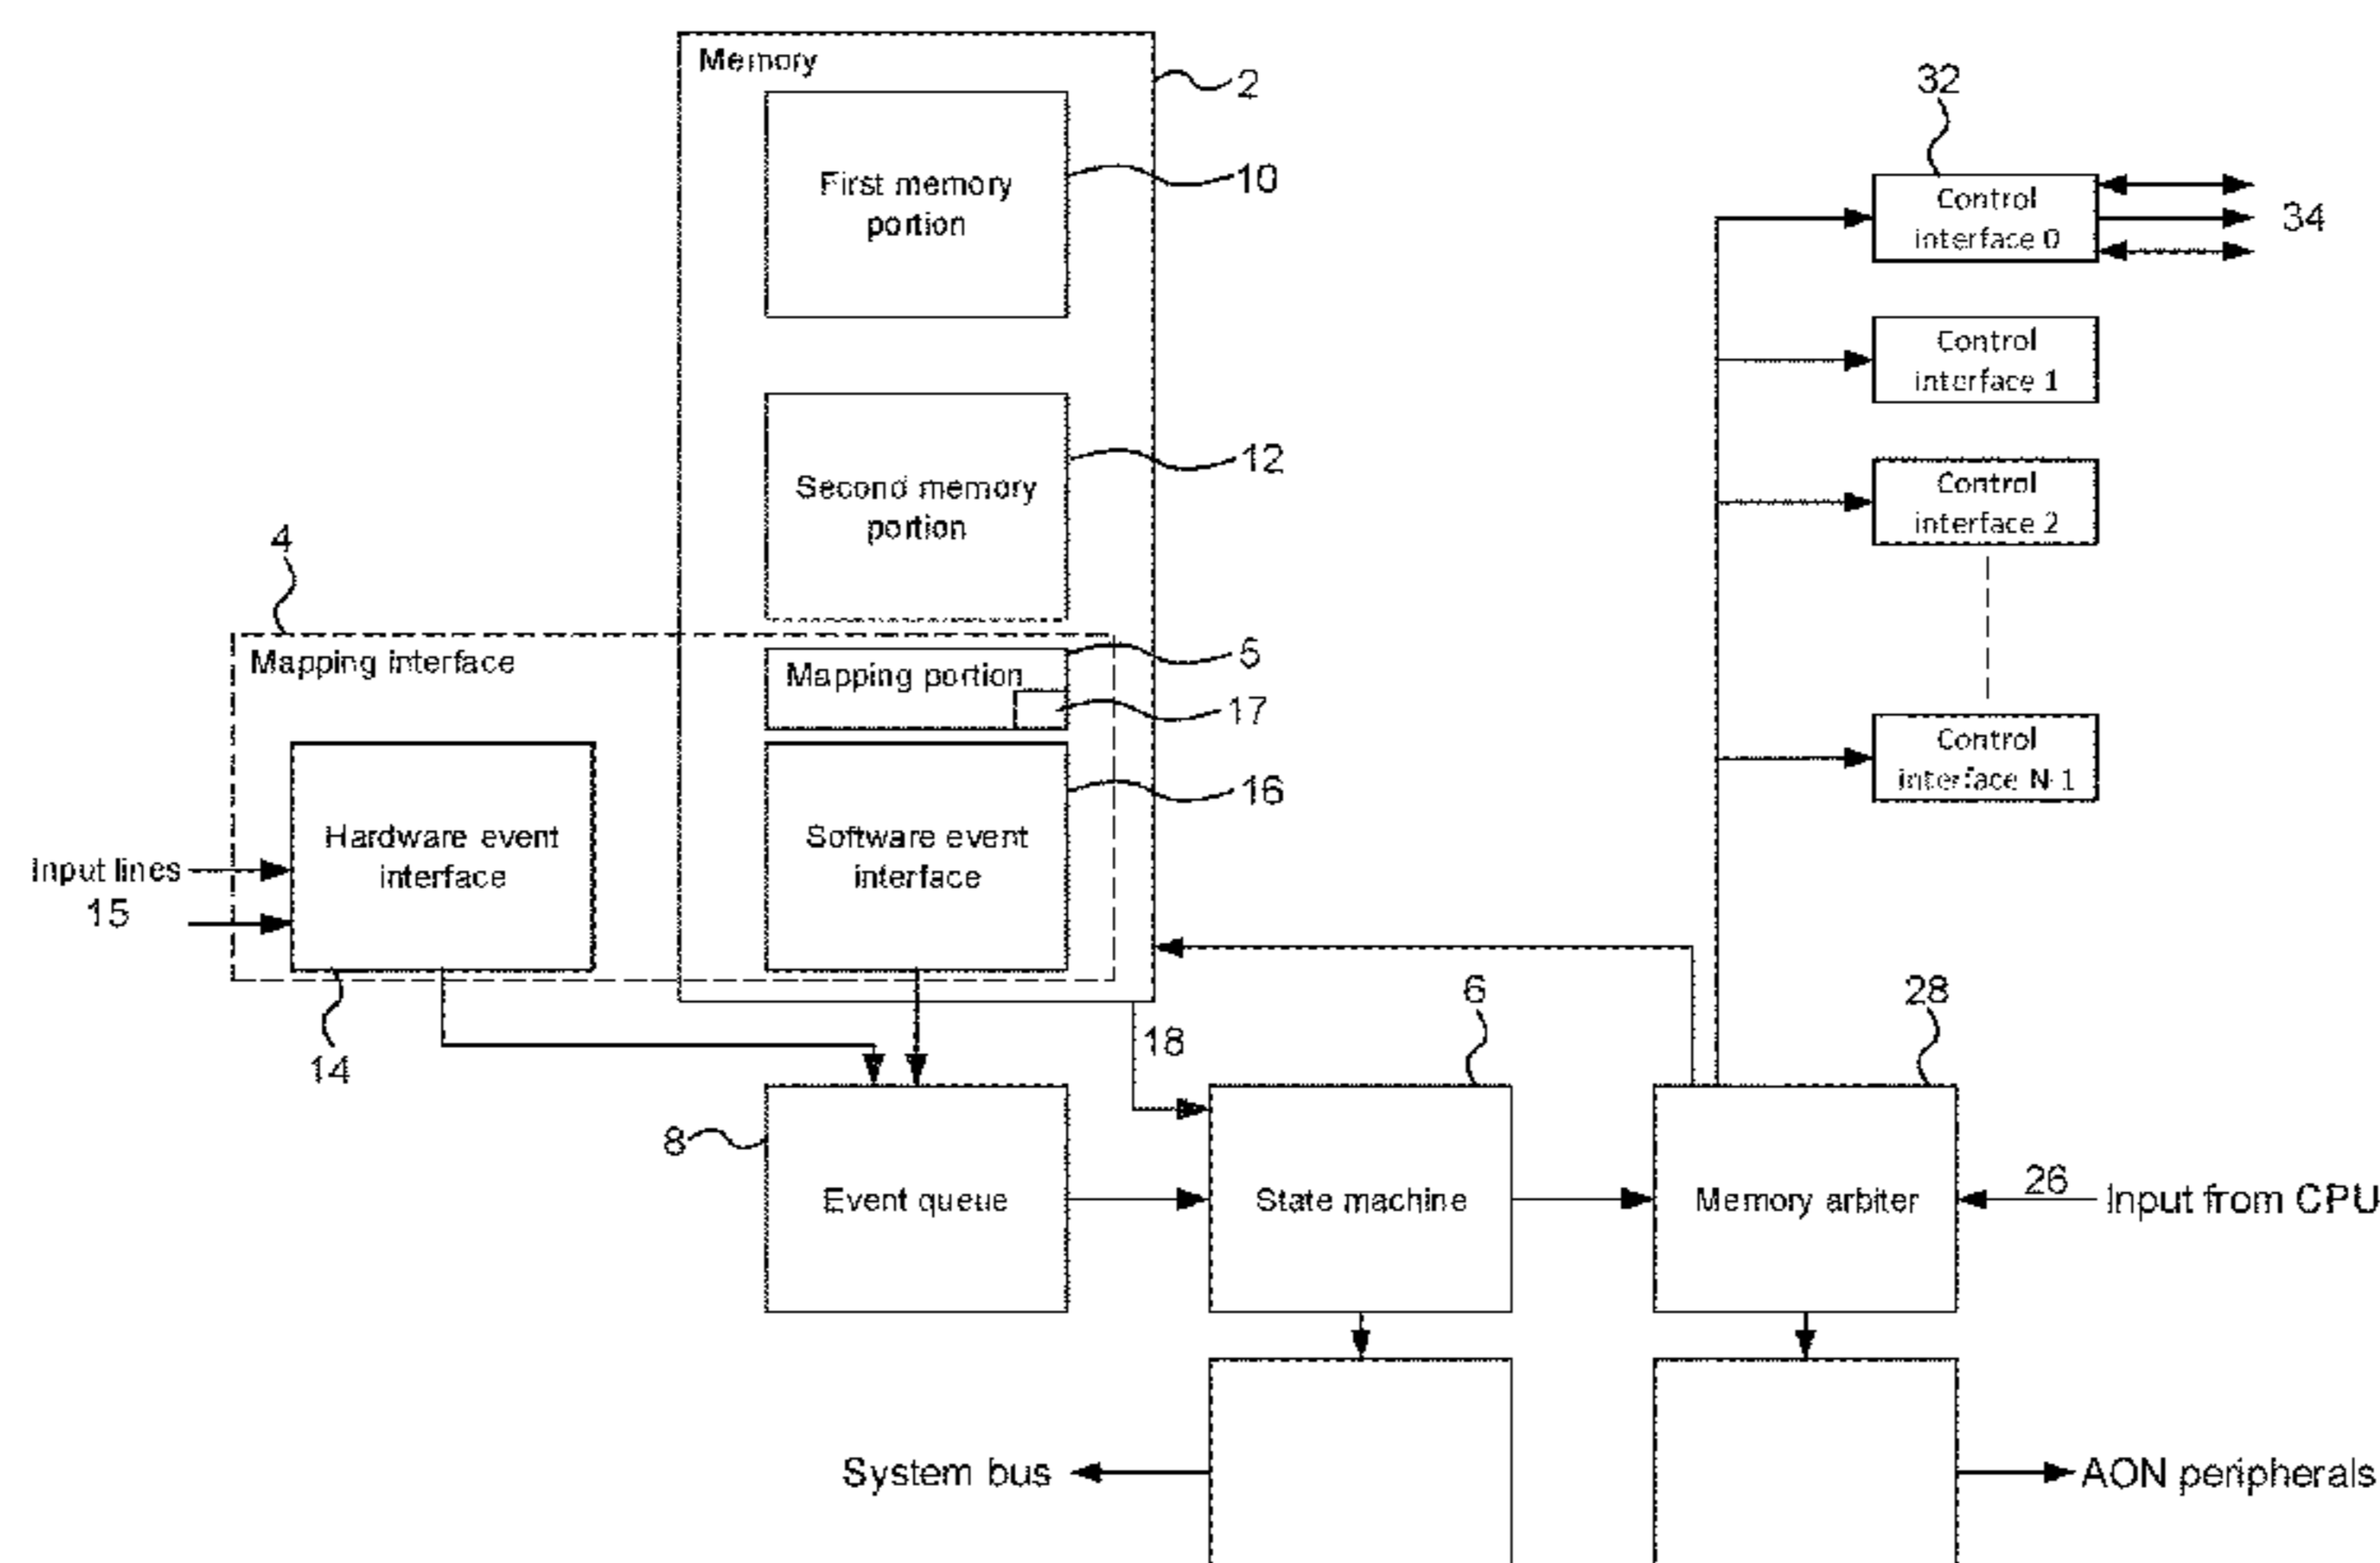 Memory
2
First memory
portion
10
Second memory
portion
12
4
Mapping interface
Mapping portion
5
17
Hardware event
interface
Software event
interface
16
Input lines
15
14
18
8
Event queue
6
State machine
28
Memory arbiter
26
Input from CPU
System bus
AON peripherals
32
Control
interface 0
34
Control
interface 1
Control
interface 2
Control
interface N-1